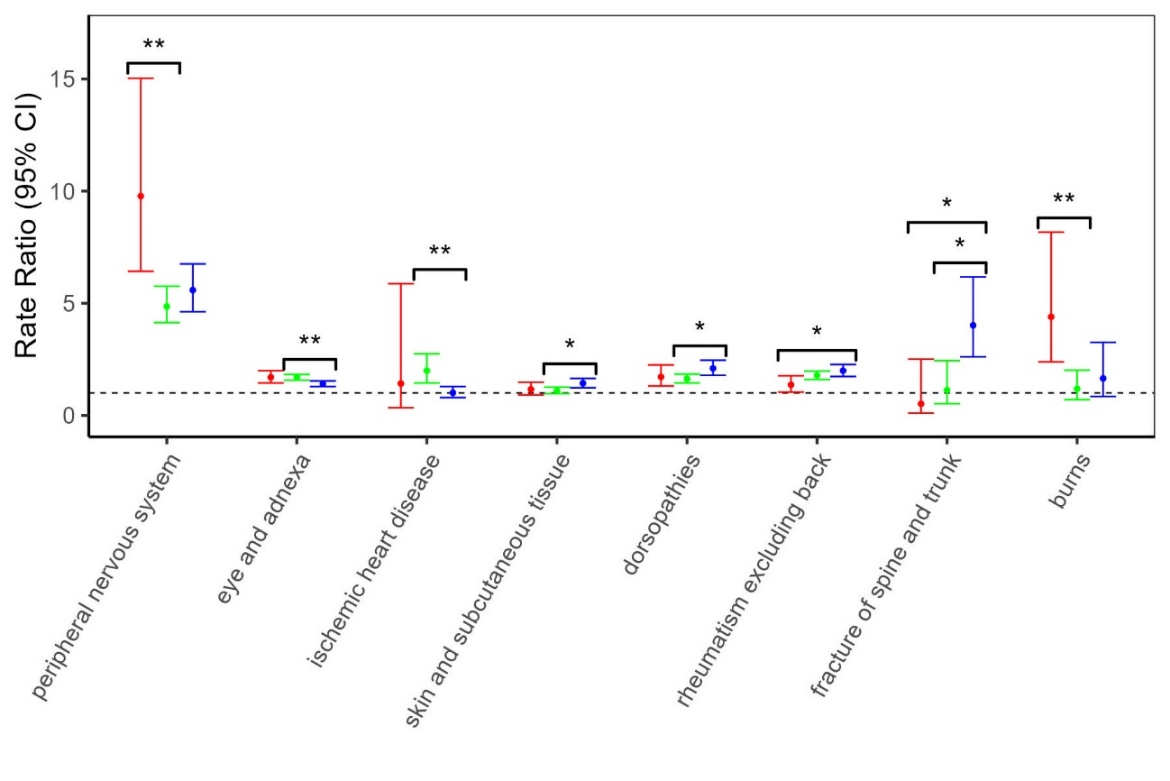 Rate Ratio (95% CI)
15
10
5
0
**
**
**
*
*
*
*
*
**
peripheral nervous system
eye and adnexa
ischemic heart disease
skin and subcutaneous tissue
dorsopathies
rheumatism excluding back
fracture of spine and trunk
burns